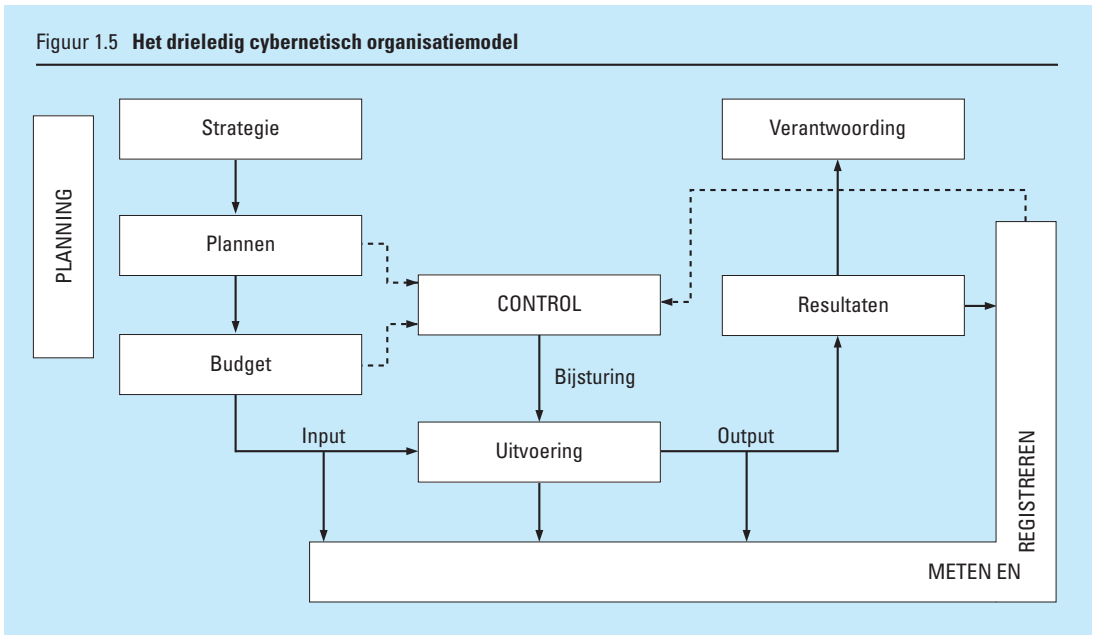 Figuur 1.5 Het drieledig cybernetisch organisatiemodel
PLANNING
Strategie
Verantwoording
Plannen
CONTROL
Resultaten
Budget
Bijsturing
Input
Uitvoering
Output
METEN EN
REGISTREREN